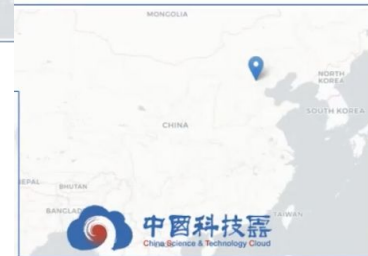 MONGOLIA
NORTH
KOREA
SOUTH KOREA
CHINA
NEPAL
BHUTAN
TAIWAN
中国科技云
China Science & Technology Cloud